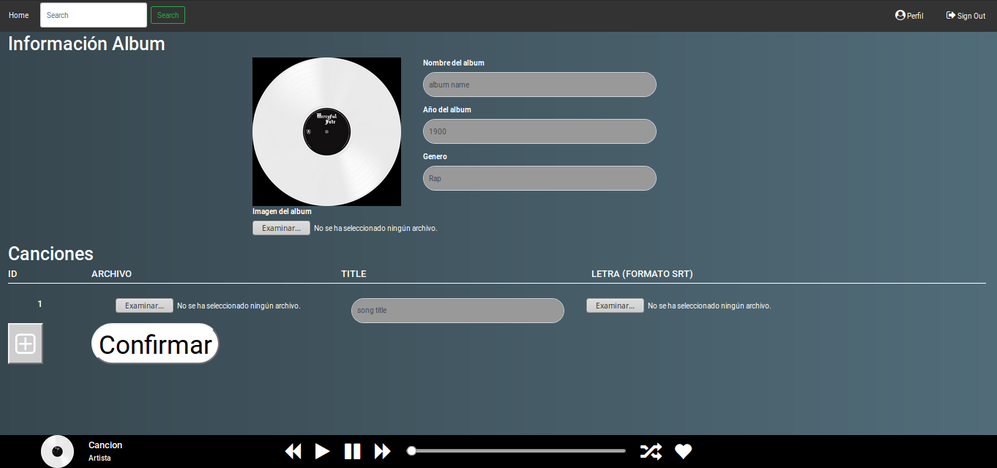 Home Search Search Perfil Sign Out
Información Album
Nombre del album
album name
Año del album
1900
Genero
Rap
Mercyful
Fate
Imagen del album
Examinar... No se ha seleccionado ningún archivo.
Canciones
ID ARCHIVO TITLE LETRA (FORMATO SRT)
1 Examinar... No se ha seleccionado ningún archivo. song title Examinar... No se ha seleccionado ningún archivo.
Confirmar
Cancion
Artista